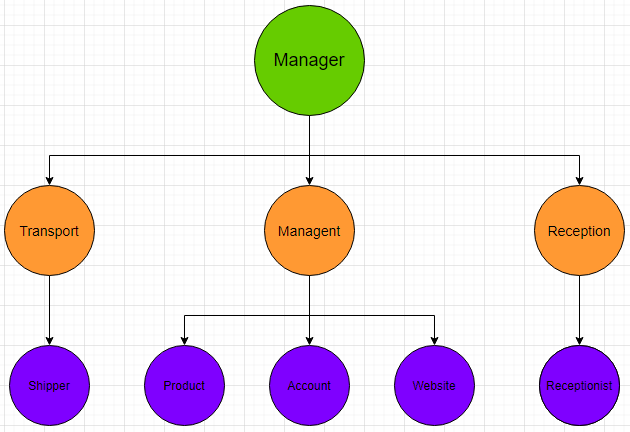 Manager
Transport
Managent
Reception
Shipper
Product
Account
Website
Receptionist